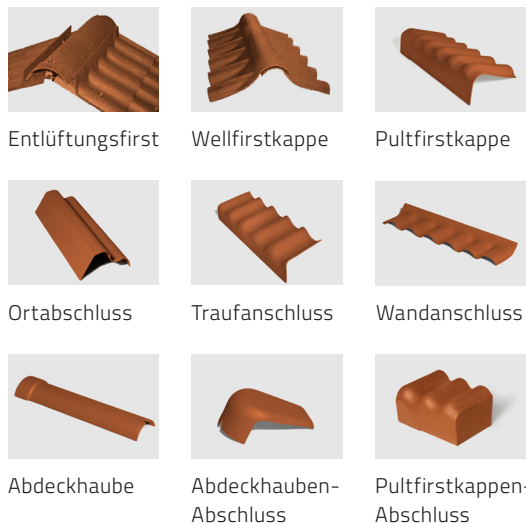 Entlüftungsfirst
Wellfirstkappe
Pultfirstkappe
Ortabschluss
Traufanschluss
Wandanschluss
Abdeckhaube
Abdeckhauben-
Abschluss
Pultfirstkappen-
Abschluss